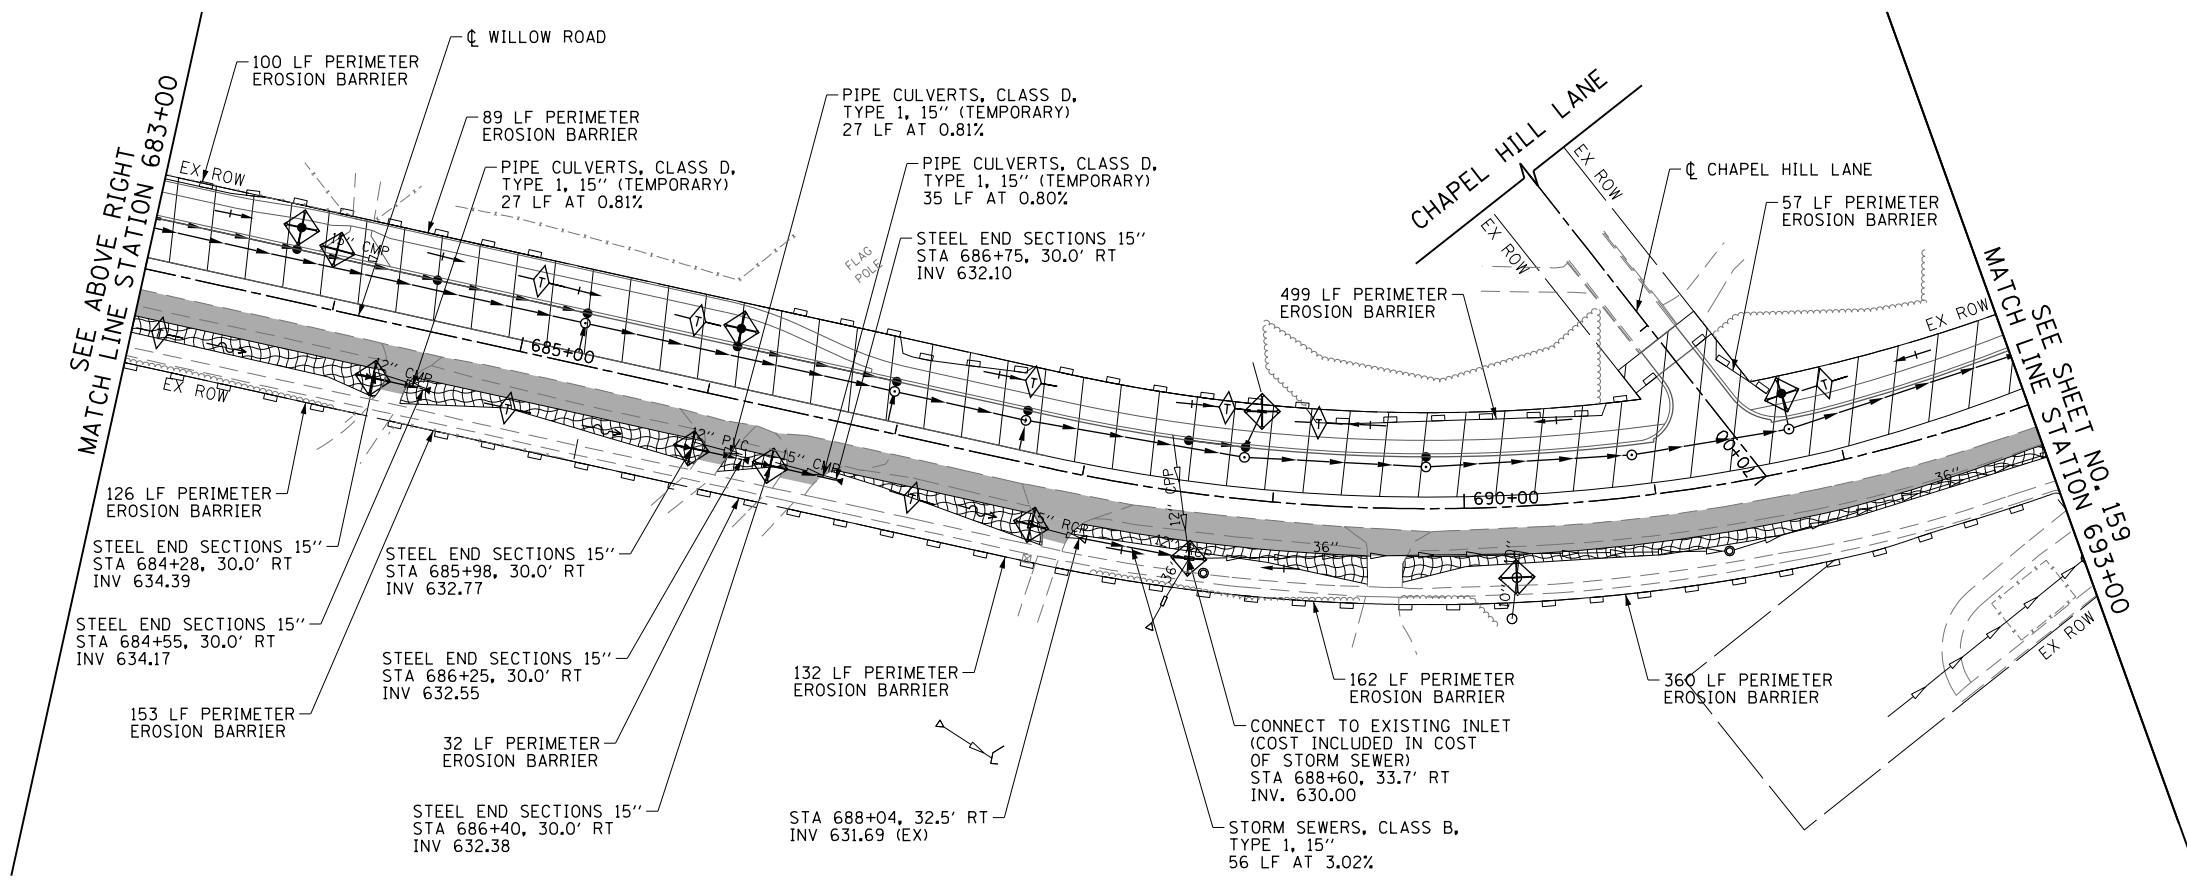 ℄ WILLOW ROAD
100 LF PERIMETER
EROSION BARRIER
89 LF PERIMETER
EROSION BARRIER
PIPE CULVERTS, CLASS D,
TYPE 1, 15" (TEMPORARY)
27 LF AT 0.81%
PIPE CULVERTS, CLASS D,
TYPE 1, 15" (TEMPORARY)
27 LF AT 0.81%
PIPE CULVERTS, CLASS D,
TYPE 1, 15" (TEMPORARY)
35 LF AT 0.80%
STEEL END SECTIONS 15"
STA 686+75, 30.0' RT
INV 632.10
CHAPEL HILL LANE
EX ROW
EX ROW
℄ CHAPEL HILL LANE
57 LF PERIMETER
EROSION BARRIER
499 LF PERIMETER
EROSION BARRIER
SEE ABOVE RIGHT
MATCH LINE STATION 683+00
SEE SHEET NO. 159
MATCH LINE STATION 693+00
EX ROW
EX ROW
EX ROW
EX ROW
FLAG
POLE
T
T
T
T
T
T
T
T
T
CMP
685+00
12" CMP
12" PVC
15" CMP
12" CPP
36"
36"
36"
10"
690+00
70+00
126 LF PERIMETER
EROSION BARRIER
STEEL END SECTIONS 15"
STA 684+28, 30.0' RT
INV 634.39
STEEL END SECTIONS 15"
STA 684+55, 30.0' RT
INV 634.17
153 LF PERIMETER
EROSION BARRIER
STEEL END SECTIONS 15"
STA 685+98, 30.0' RT
INV 632.77
STEEL END SECTIONS 15"
STA 686+25, 30.0' RT
INV 632.55
32 LF PERIMETER
EROSION BARRIER
STEEL END SECTIONS 15"
STA 686+40, 30.0' RT
INV 632.38
132 LF PERIMETER
EROSION BARRIER
STA 688+04, 32.5' RT
INV 631.69 (EX)
162 LF PERIMETER
EROSION BARRIER
360 LF PERIMETER
EROSION BARRIER
CONNECT TO EXISTING INLET
(COST INCLUDED IN COST
OF STORM SEWER)
STA 688+60, 33.7' RT
INV. 630.00
STORM SEWERS, CLASS B,
TYPE 1, 15"
56 LF AT 3.02%